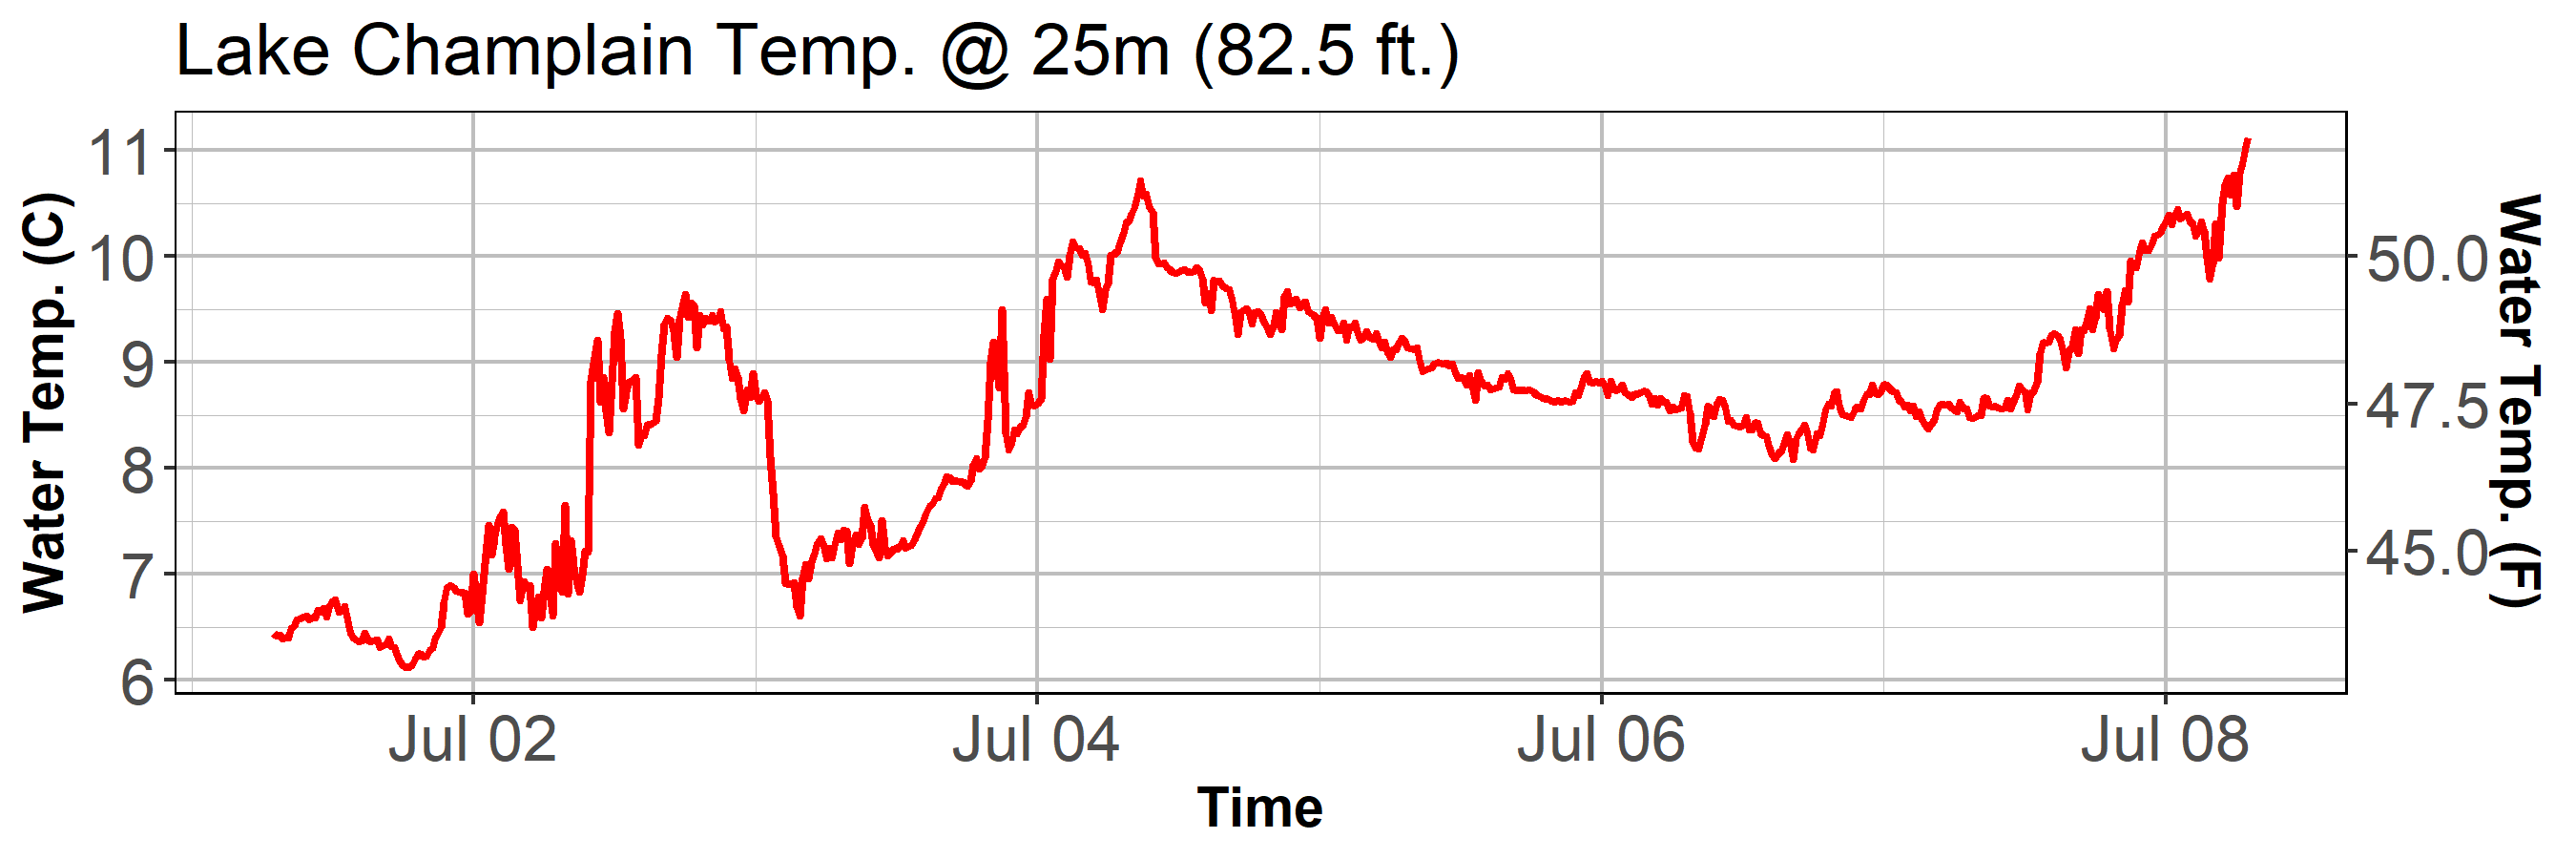 Lake Champlain Temp. @ 25m (82.5 ft.)
Water Temp. (C)
11
10
9
8
7
6
50.0
47.5
45.0
Water Temp. (F)
Jul 02 Jul 04 Jul 06 Jul 08
Time